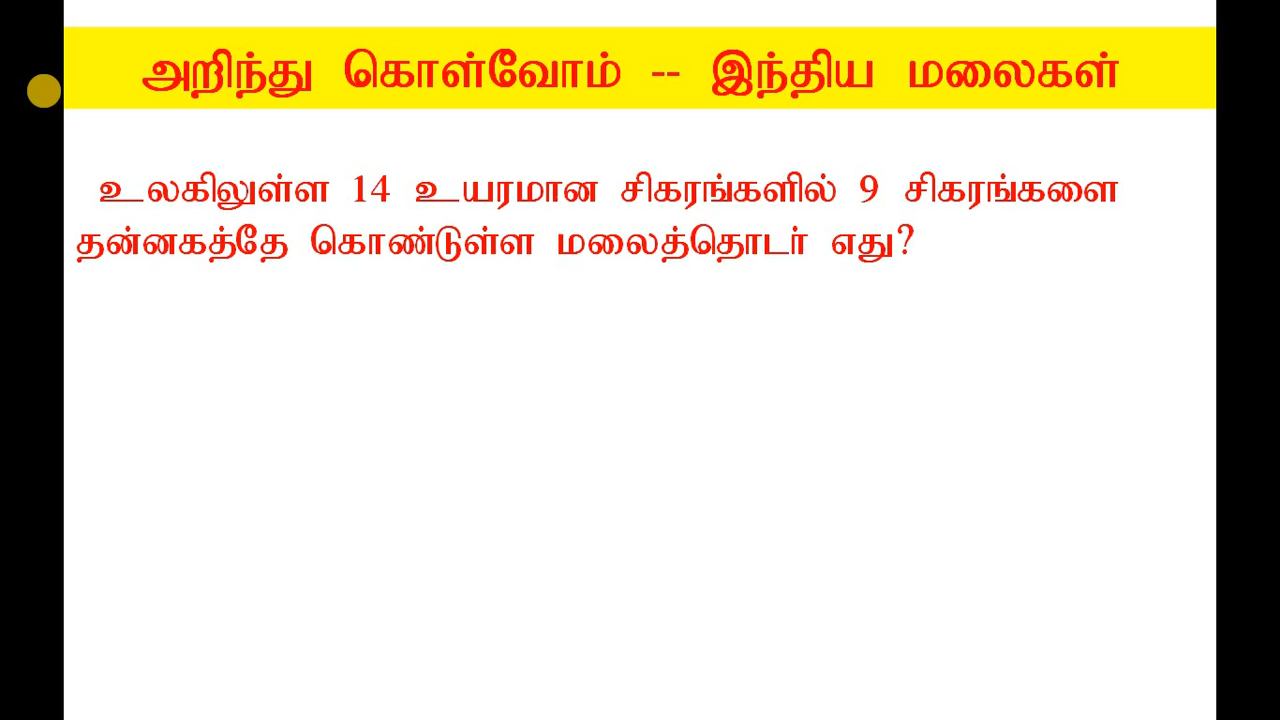 அறிந்து கொள்வோம் -- இந்திய மலைகள்
உலகிலுள்ள 14 உயரமான சிகரங்களில் 9 சிகரங்களை
தன்னகத்தே கொண்டுள்ள மலைத்தொடர் எது?